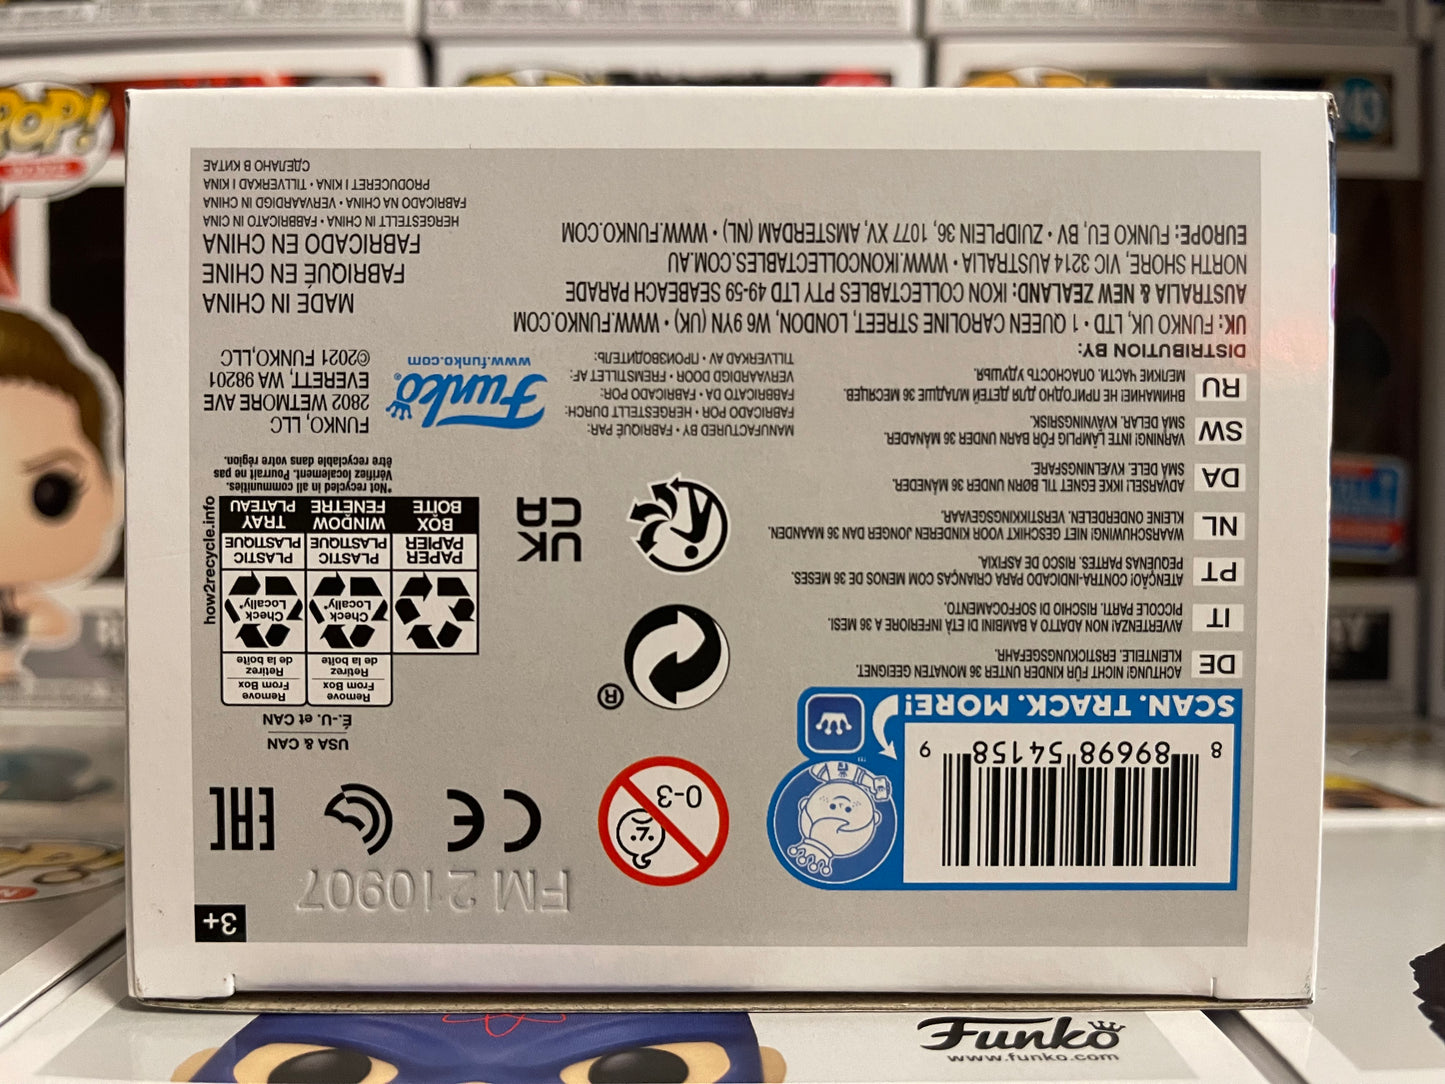 3+
FM 210907
0-3
CE
EAC
8 89698 54158 9
SCAN. TRACK. MORE!
USA & CAN
É.-U. et CAN
Remove
From Box
Retirez
de la boîte
Remove
From Box
Retirez
de la boîte
Check
Locally*
Check
Locally*
PAPER
PAPIER
PLASTIC
PLASTIQUE
PLASTIC
PLASTIQUE
BOX
BOÎTE
WINDOW
FENÊTRE
TRAY
PLATEAU
how2recycle.info
*Not recycled in all communities.
Vérifiez localement. Pourrait ne pas
être recyclable dans votre région.
®
UK
CA
DE
ACHTUNG! NICHT FÜR KINDER UNTER 36 MONATEN GEEIGNET.
KLEINTEILE. ERSTICKUNGSGEFAHR.
IT
AVVERTENZA! NON ADATTO A BAMBINI DI ETÀ INFERIORE A 36 MESI.
PICCOLE PARTI. RISCHIO DI SOFFOCAMENTO.
PT
ATENÇÃO! CONTRA-INDICADO PARA CRIANÇAS COM MENOS DE 36 MESES.
PEQUENAS PARTES. RISCO DE ASFIXIA.
NL
WAARSCHUWING! NIET GESCHIKT VOOR KINDEREN JONGER DAN 36 MAANDEN.
KLEINE ONDERDELEN. VERSTIKKINGSGEVAAR.
DA
ADVARSEL! IKKE EGNET TIL BØRN UNDER 36 MÅNEDER.
SMÅ DELE. KVÆLNINGSFARE.
SW
VARNING! INTE LÄMPLIG FÖR BARN UNDER 36 MÅNADER.
SMÅ DELAR. KVÄVNINGSRISK.
RU
ВНИМАНИЕ! НЕ ПРИГОДНО ДЛЯ ДЕТЕЙ МЛАДШЕ 36 МЕСЯЦЕВ.
МЕЛКИЕ ЧАСТИ. ОПАСНОСТЬ УДУШЬЯ.
MANUFACTURED BY • FABRIQUÉ PAR:
FABRICADO POR • HERGESTELLT DURCH:
FABBRICATO DA • FABRICADO POR:
VERVAARDIGD DOOR • FREMSTILLET AF:
TILLVERKAD AV • ПРОИЗВОДИТЕЛЬ:
Funko®
www.funko.com
FUNKO, LLC
2802 WETMORE AVE
EVERETT, WA 98201
©2021 FUNKO,LLC
DISTRIBUTION BY:
UK: FUNKO UK, LTD • 1 QUEEN CAROLINE STREET, LONDON, W6 9YN (UK) • WWW.FUNKO.COM
AUSTRALIA & NEW ZEALAND: IKON COLLECTABLES PTY LTD 49-59 SEABEACH PARADE
NORTH SHORE, VIC 3214 AUSTRALIA • WWW.IKONCOLLECTABLES.COM.AU
EUROPE: FUNKO EU, BV • ZUIDPLEIN 36, 1077 XV, AMSTERDAM (NL) • WWW.FUNKO.COM
MADE IN CHINA
FABRIQUÉ EN CHINE
FABRICADO EN CHINA
HERGESTELLT IN CHINA • FABBRICATO IN CINA
FABRICADO NA CHINA • VERVAARDIGD IN CHINA
PRODUCERET I KINA • TILLVERKAD I KINA
СДЕЛАНО В КИТАЕ
POP!
Funko
www.funko.com